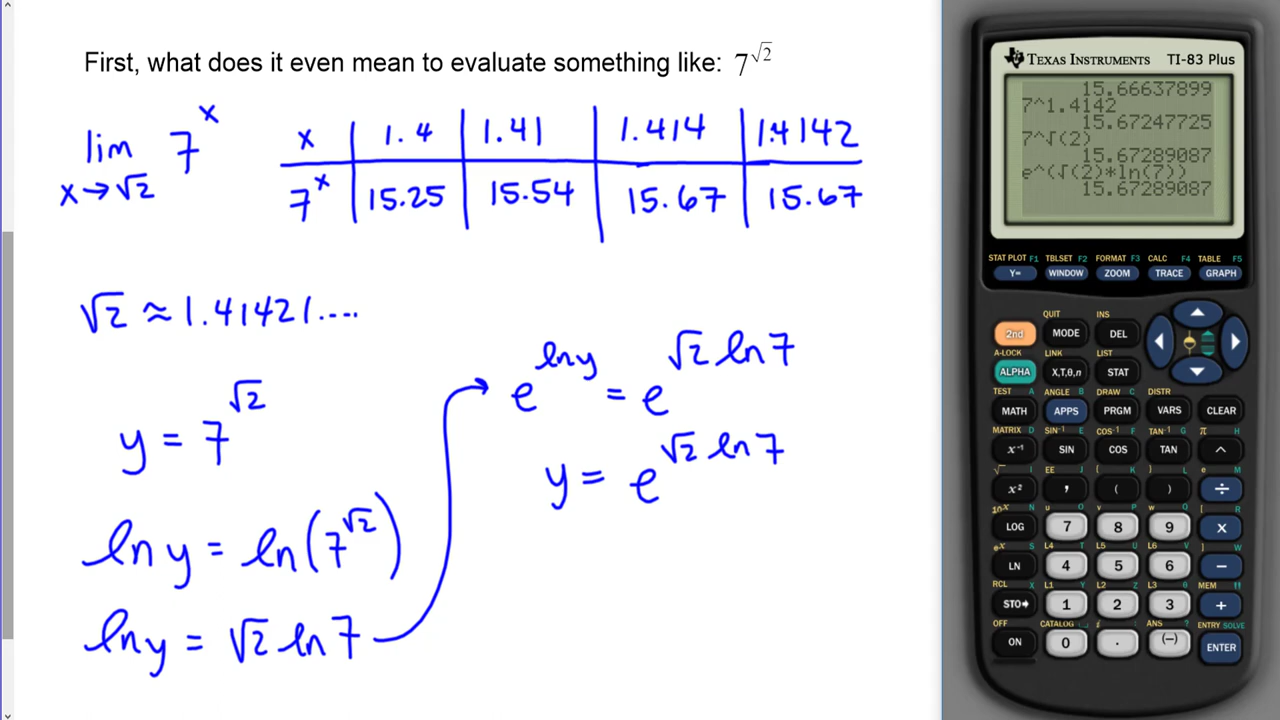 First, what does it even mean to evaluate something like: 7^√2
lim x→√2 7^x
x | 1.4 | 1.41 | 1.414 | 1.4142
7^x | 15.25 | 15.54 | 15.67 | 15.67
√2 ≈ 1.41421....
y = 7^√2
ln y = ln(7^√2)
ln y = √2 ln 7
e^ln y = e^√2 ln 7
y = e^√2 ln 7
TEXAS INSTRUMENTS TI-83 Plus
15.66637899
7^1.4142
15.67247725
7^√(2)
15.67289087
e^(√(2)*ln(7))
15.67289087
STAT PLOT F1 TBLSET F2 FORMAT F3 CALC F4 TABLE F5
Y= WINDOW ZOOM TRACE GRAPH
QUIT INS
2nd MODE DEL
A-LOCK LINK LIST
ALPHA X,T,θ,n STAT
TEST A ANGLE B DRAW C DISTR
MATH APPS PRGM VARS CLEAR
MATRIX D SIN⁻¹ E COS⁻¹ F TAN⁻¹ G π H
x⁻¹ SIN COS TAN ^
√ I EE J { K } L e M
x² , ( ) ÷
10^x N u O v P w Q [ R
LOG 7 8 9 ×
e^x S L4 T L5 U L6 V ] W
LN 4 5 6 −
RCL X L1 Y L2 Z L3 θ MEM "
STO➔ 1 2 3 +
OFF CATALOG i : ANS ? ENTRY SOLVE
ON 0 . (−) ENTER